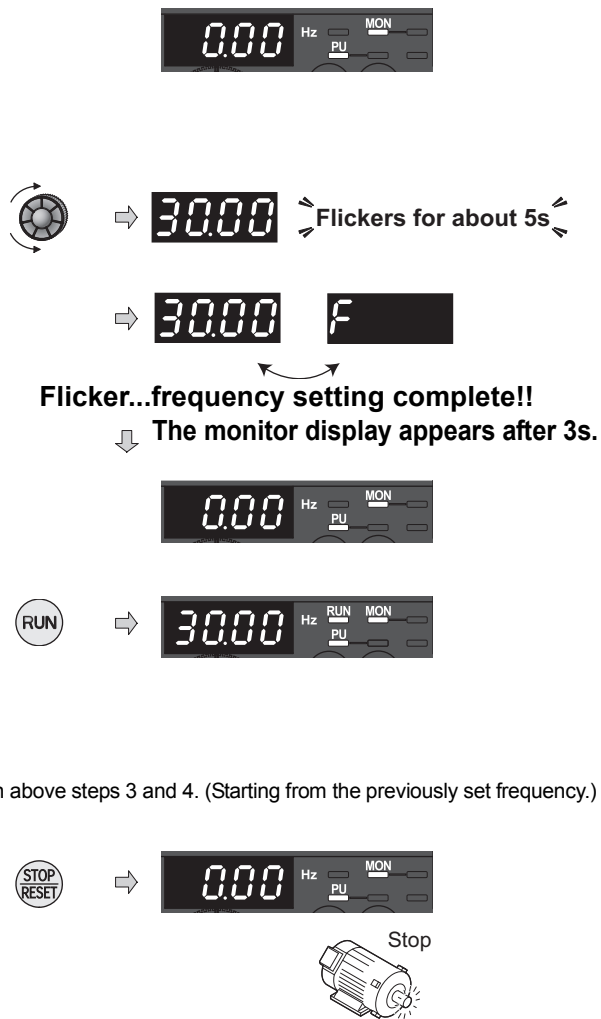 0.00 Hz MON
PU
30.00 Flickers for about 5s
30.00 F
Flicker...frequency setting complete!!
The monitor display appears after 3s.
0.00 Hz MON
PU
RUN 30.00 Hz RUN MON
PU
above steps 3 and 4. (Starting from the previously set frequency.)
STOP
RESET
0.00 Hz MON
PU
Stop